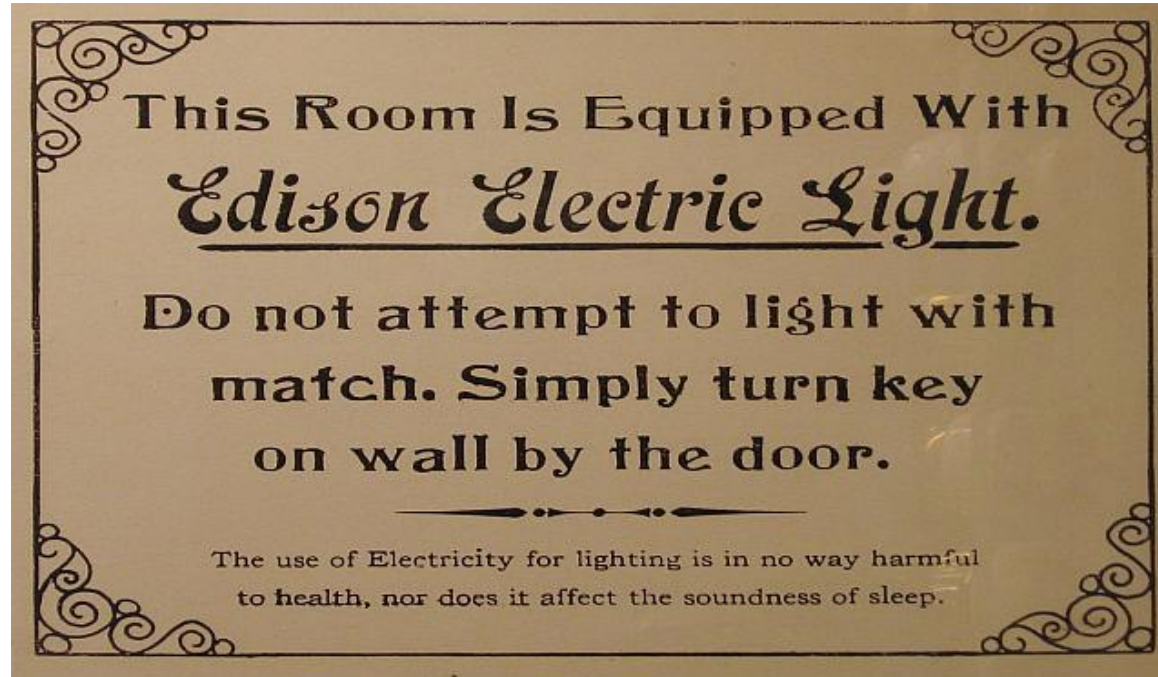 This Room Is Equipped With
Edison Electric Light.
Do not attempt to light with
match. Simply turn key
on wall by the door.
The use of Electricity for lighting is in no way harmful
to health, nor does it affect the soundness of sleep.